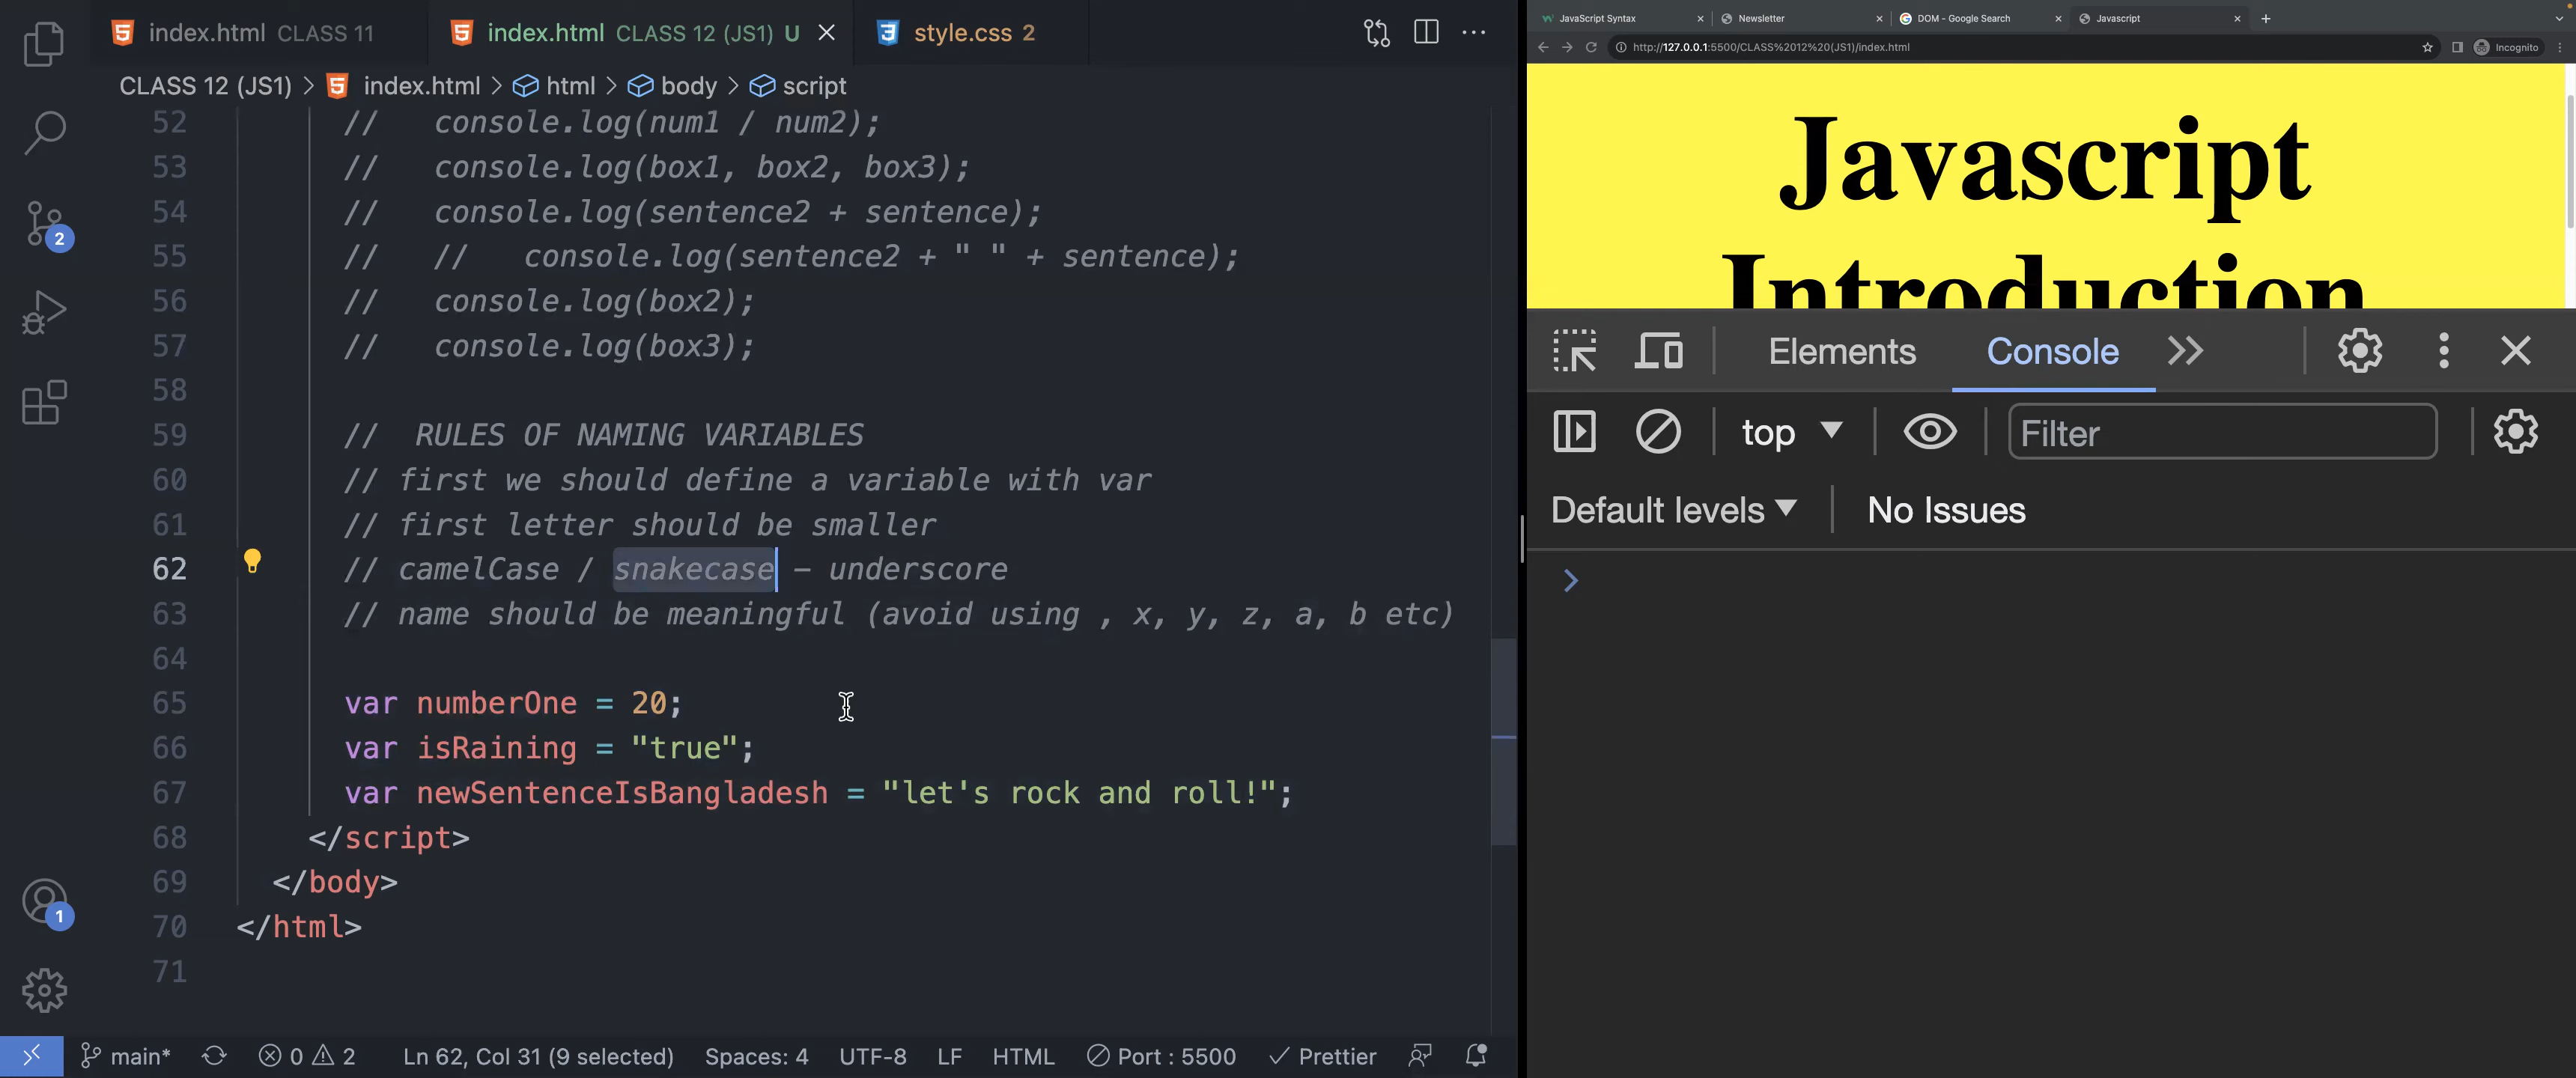 index.html CLASS 11
index.html CLASS 12 (JS1) U
style.css 2
CLASS 12 (JS1) > index.html > html > body > script
52 // console.log(num1 / num2);
53 // console.log(box1, box2, box3);
54 // console.log(sentence2 + sentence);
55 // // console.log(sentence2 + " " + sentence);
56 // console.log(box2);
57 // console.log(box3);
58
59 // RULES OF NAMING VARIABLES
60 // first we should define a variable with var
61 // first letter should be smaller
62 // camelCase / snakecase - underscore
63 // name should be meaningful (avoid using , x, y, z, a, b etc)
64
65 var numberOne = 20;
66 var isRaining = "true";
67 var newSentenceIsBangladesh = "let's rock and roll!";
68 </script>
69 </body>
70 </html>
71
2
1
main* 0 2 Ln 62, Col 31 (9 selected) Spaces: 4 UTF-8 LF HTML Port : 5500 Prettier
JavaScript Syntax
Newsletter
DOM - Google Search
Javascript
http://127.0.0.1:5500/CLASS%2012%20(JS1)/index.html
Incognito
Javascript
Introduction
Elements Console
top Filter
Default levels No Issues